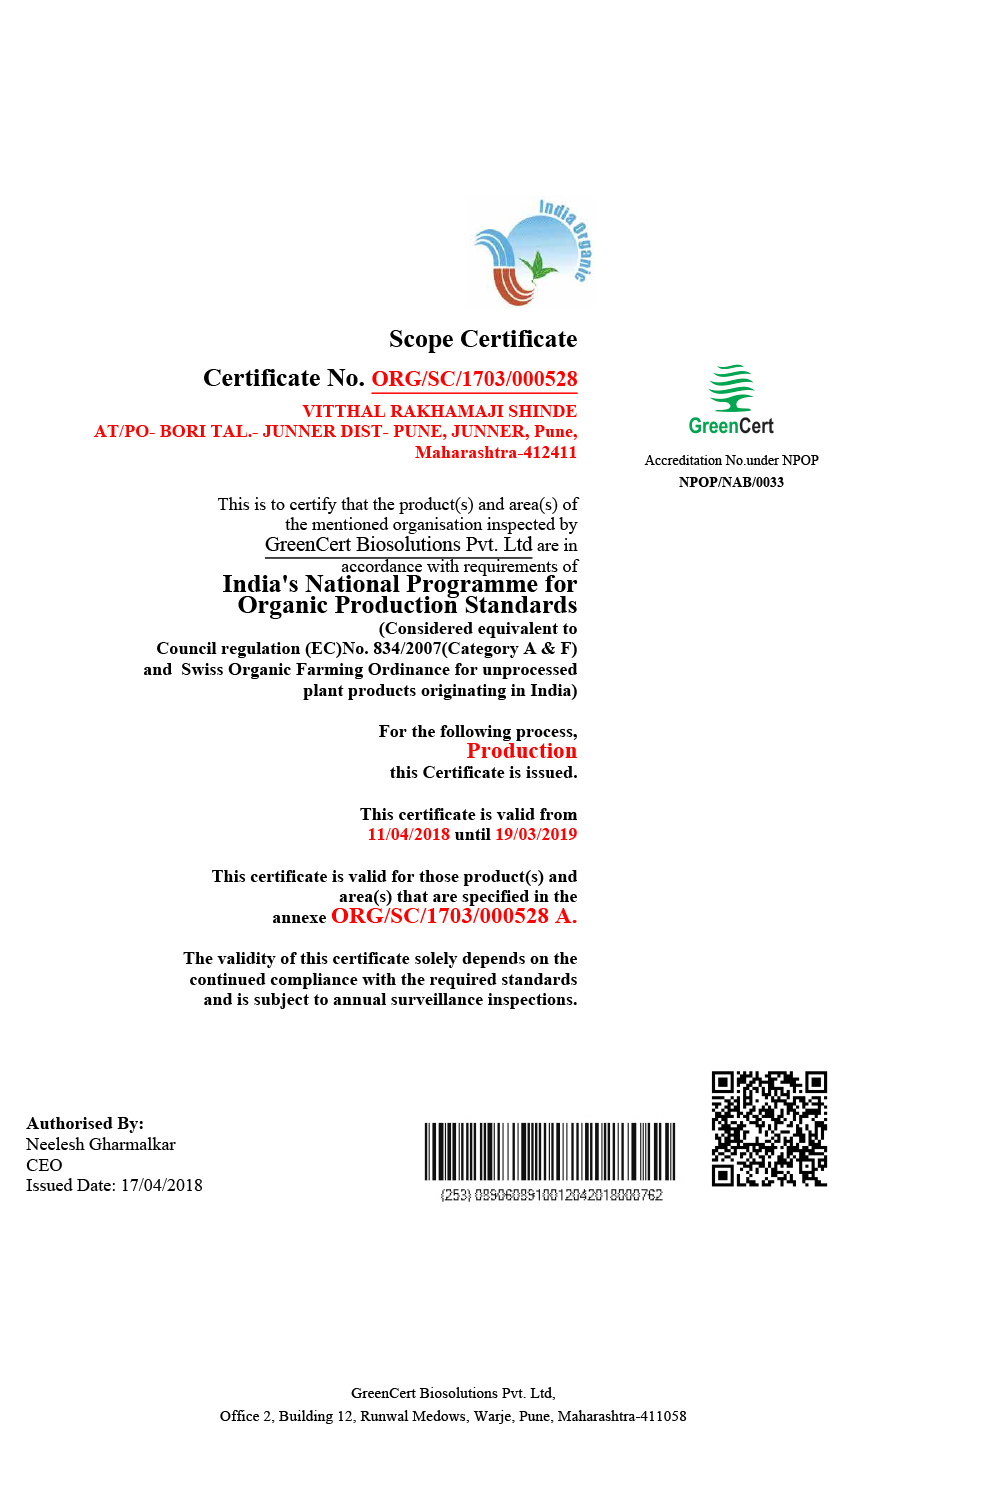 India Organic
Scope Certificate
Certificate No. ORG/SC/1703/000528
VITTHAL RAKHAMAJI SHINDE
AT/PO- BORI TAL.- JUNNER DIST- PUNE, JUNNER, Pune,
Maharashtra-412411
GreenCert
Accreditation No.under NPOP
NPOP/NAB/0033
This is to certify that the product(s) and area(s) of
the mentioned organisation inspected by
GreenCert Biosolutions Pvt. Ltd are in
accordance with requirements of
India's National Programme for
Organic Production Standards
(Considered equivalent to
Council regulation (EC)No. 834/2007(Category A & F)
and  Swiss Organic Farming Ordinance for unprocessed
plant products originating in India)
For the following process,
Production
this Certificate is issued.
This certificate is valid from
11/04/2018 until 19/03/2019
This certificate is valid for those product(s) and
area(s) that are specified in the
annexe ORG/SC/1703/000528 A.
The validity of this certificate solely depends on the
continued compliance with the required standards
and is subject to annual surveillance inspections.
Authorised By:
Neelesh Gharmalkar
CEO
Issued Date: 17/04/2018
(253) 0890608910012042018000762
GreenCert Biosolutions Pvt. Ltd,
Office 2, Building 12, Runwal Medows, Warje, Pune, Maharashtra-411058